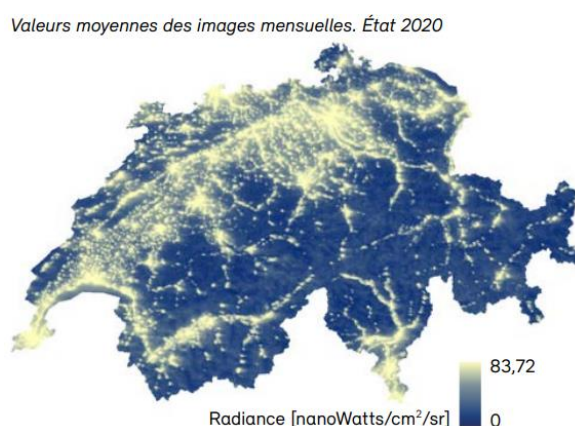 Valeurs moyennes des images mensuelles. État 2020
83,72
Radiance [nanoWatts/cm²/sr] 0